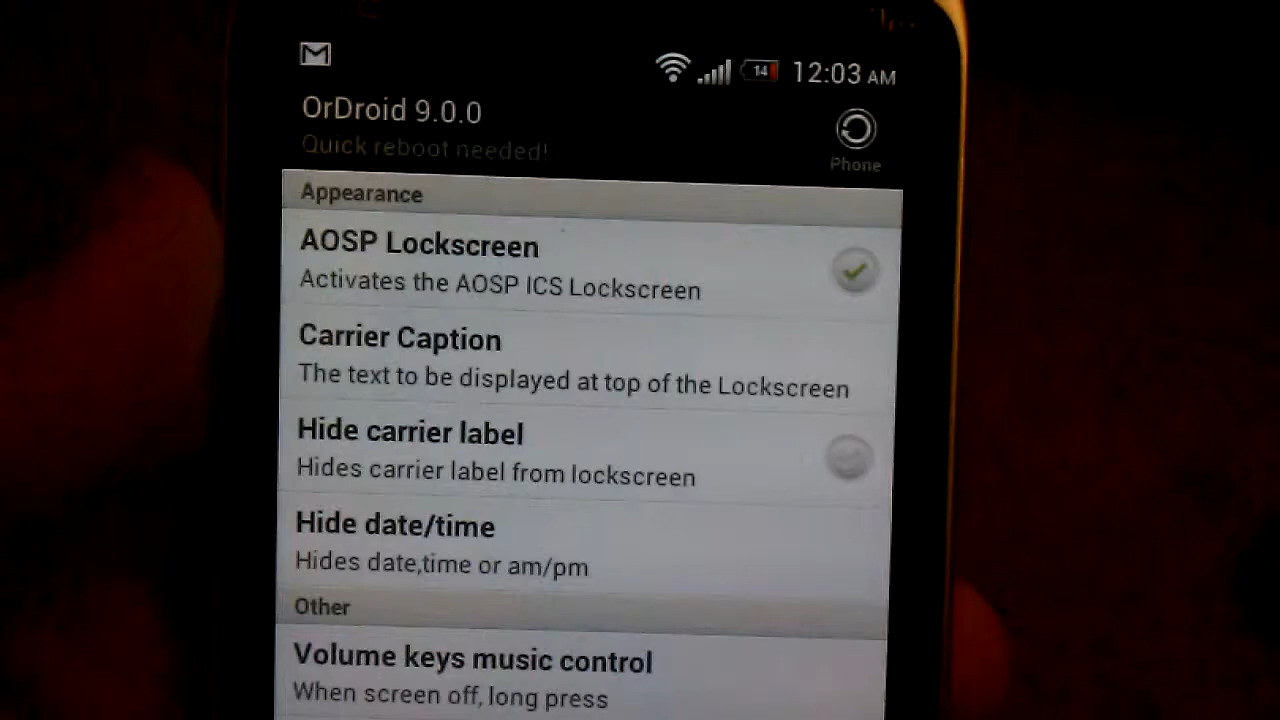 14 12:03 AM
OrDroid 9.0.0
Quick reboot needed!
Phone
Appearance
AOSP Lockscreen
Activates the AOSP ICS Lockscreen
Carrier Caption
The text to be displayed at top of the Lockscreen
Hide carrier label
Hides carrier label from lockscreen
Hide date/time
Hides date,time or am/pm
Other
Volume keys music control
When screen off, long press